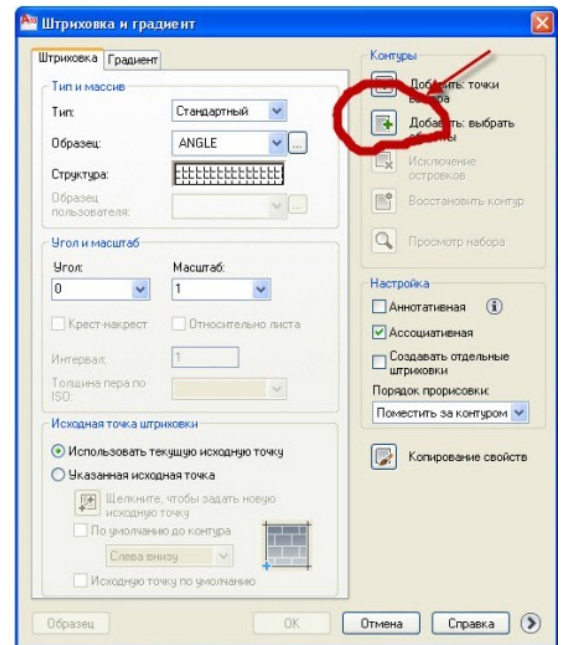 Штриховка и градиент
Штриховка Градиент
Тип и массив
Тип:
Стандартный
Образец:
ANGLE
...
Структура:
Образец
пользователя:
...
Угол и масштаб
Угол:
Масштаб:
0
1
Крест-накрест
Относительно листа
Интервал:
1
Толщина пера по
ISO:
Исходная точка штриховки
Использовать текущую исходную точку
Указанная исходная точка
Щелкните, чтобы задать новую
исходную точку
По умолчанию до контура
Слева внизу
Исходную точку по умолчанию
Контуры
Добавить: точки
выбора
Добавить: выбрать
объекты
Исключение
островков
Восстановить контур
Просмотр набора
Настройка
Аннотативная
Ассоциативная
Создавать отдельные
штриховки
Порядок прорисовки:
Поместить за контуром
Копирование свойств
Образец
OK
Отмена
Справка